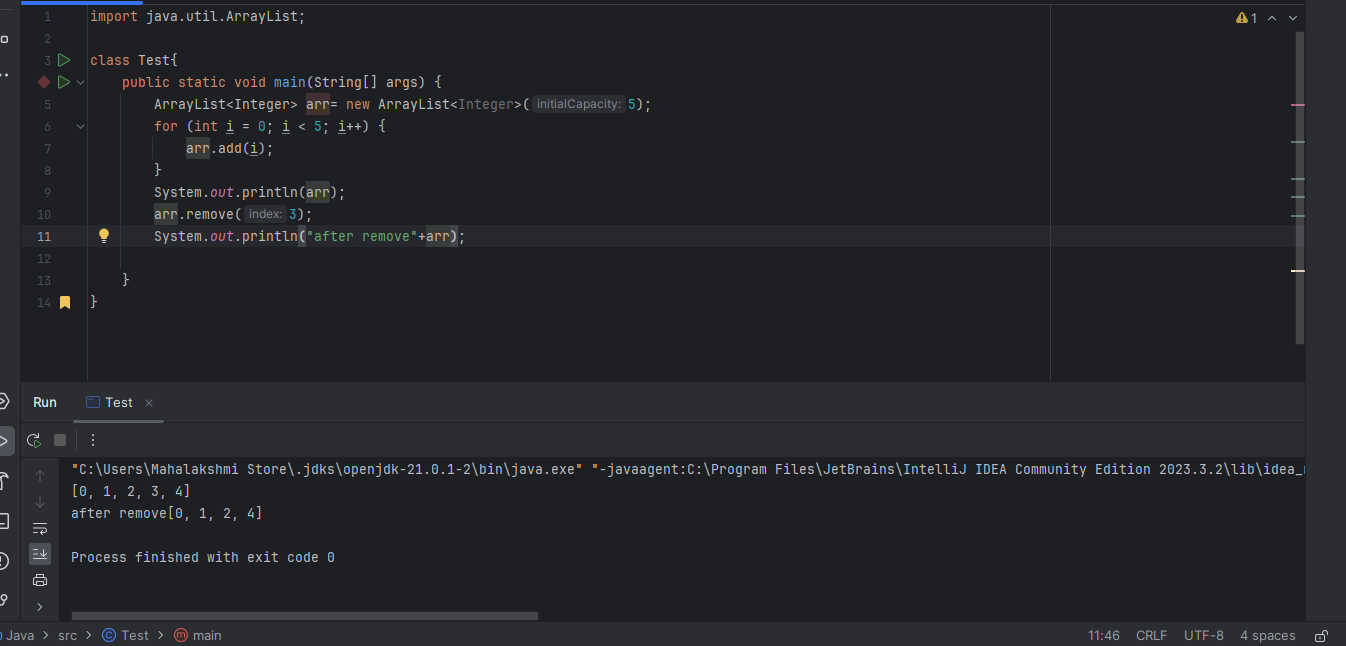 1 import java.util.ArrayList; 1
2
3 class Test{
public static void main(String[] args) {
5 ArrayList<Integer> arr= new ArrayList<Integer>( initialCapacity: 5);
6 for (int i = 0; i < 5; i++) {
7 arr.add(i);
8 }
9 System.out.println(arr);
10 arr.remove( index: 3);
11 System.out.println("after remove"+arr);
12
13 }
14 }
Run Test
"C:\Users\Mahalakshmi Store\.jdks\openjdk-21.0.1-2\bin\java.exe" "-javaagent:C:\Program Files\JetBrains\IntelliJ IDEA Community Edition 2023.3.2\lib\idea_
[0, 1, 2, 3, 4]
after remove[0, 1, 2, 4]
Process finished with exit code 0
Java > src > Test > main 11:46 CRLF UTF-8 4 spaces